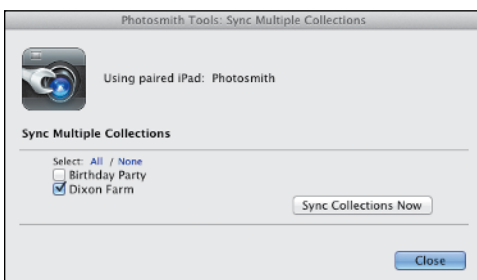 Photosmith Tools: Sync Multiple Collections
Using paired iPad: Photosmith
Sync Multiple Collections
Select: All / None
Birthday Party
Dixon Farm
Sync Collections Now
Close